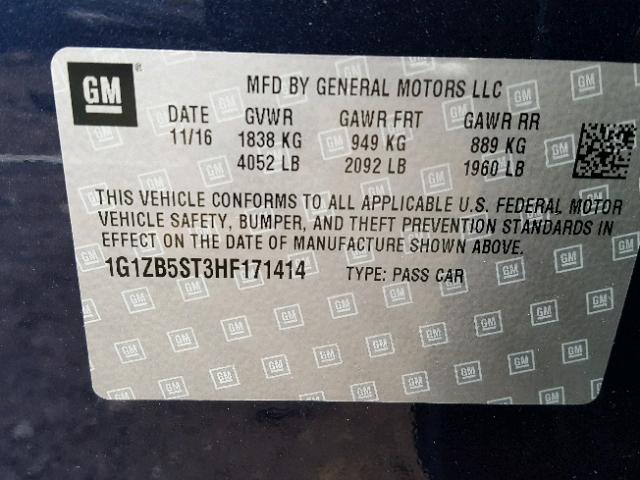 GM
MFD BY GENERAL MOTORS LLC
DATE GVWR GAWR FRT GAWR RR
11/16 1838 KG 949 KG 889 KG
4052 LB 2092 LB 1960 LB
THIS VEHICLE CONFORMS TO ALL APPLICABLE U.S. FEDERAL MOTOR
VEHICLE SAFETY, BUMPER, AND THEFT PREVENTION STANDARDS IN
EFFECT ON THE DATE OF MANUFACTURE SHOWN ABOVE.
1G1ZB5ST3HF171414 TYPE: PASS CAR